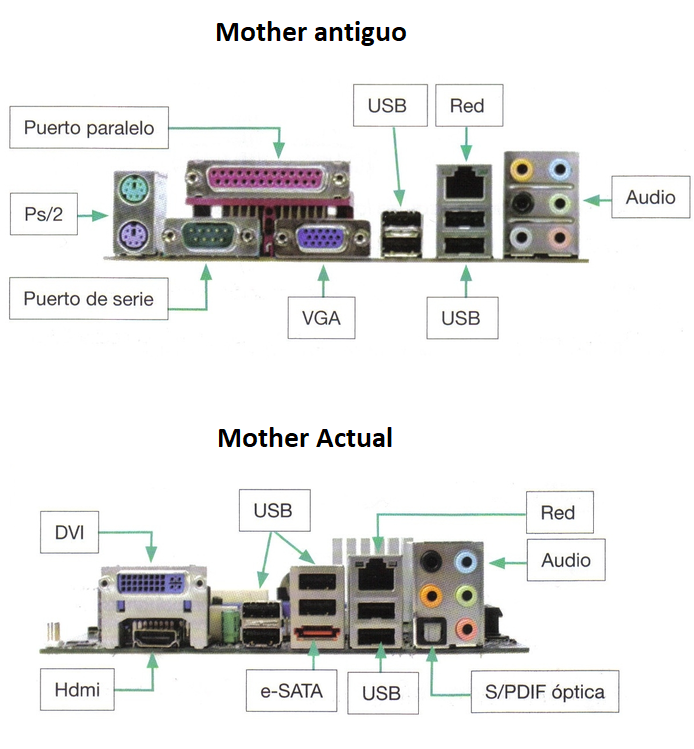 Mother antiguo
USB
Red
Puerto paralelo
Ps/2
Audio
Puerto de serie
VGA
USB
Mother Actual
USB
Red
DVI
Audio
Hdmi
e-SATA
USB
S/PDIF óptica